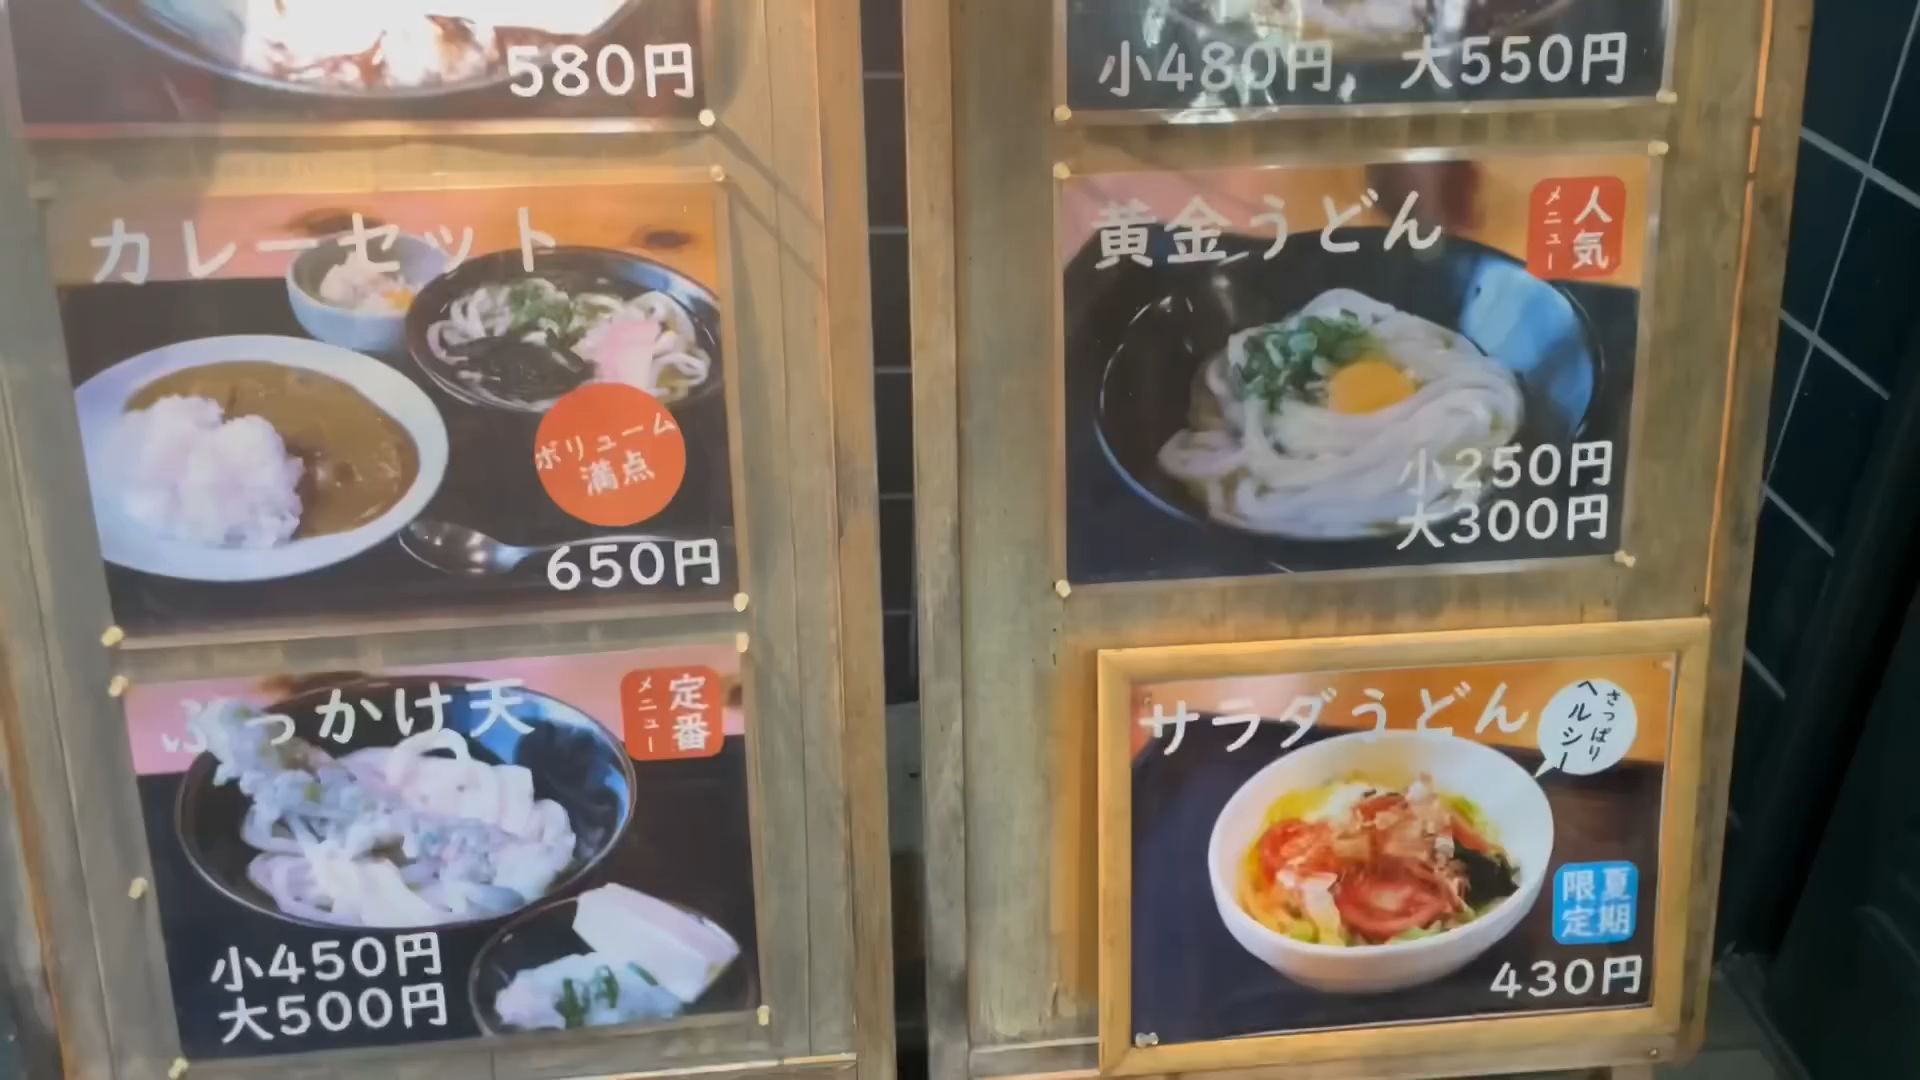 580円
カレーセット
ボリューム
満点
650円
ぶっかけ天
定番
メニュー
小450円
大500円
小480円 大550円
黄金うどん
人気
メニュー
小250円
大300円
サラダうどん
さっぱり
ヘルシー
夏期
限定
430円